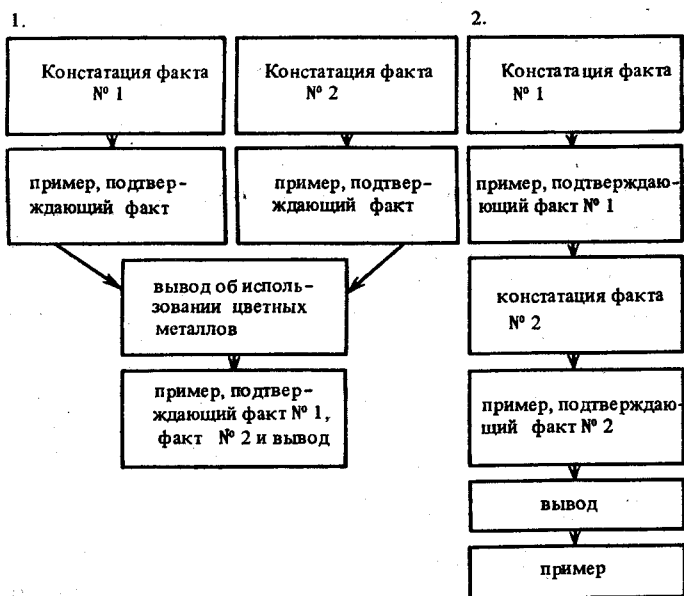 1.
Констатация факта
№ 1
Констатация факта
№ 2
пример, подтвер-
ждающий факт
пример, подтвер-
ждающий факт
вывод об исполь-
зовании цветных
металлов
пример, подтвер-
ждающий факт № 1,
факт № 2 и вывод
2.
Констатация факта
№ 1
пример, подтверждаю-
ющий факт № 1
констатация факта
№ 2
пример, подтверждаю-
щий факт № 2
вывод
пример